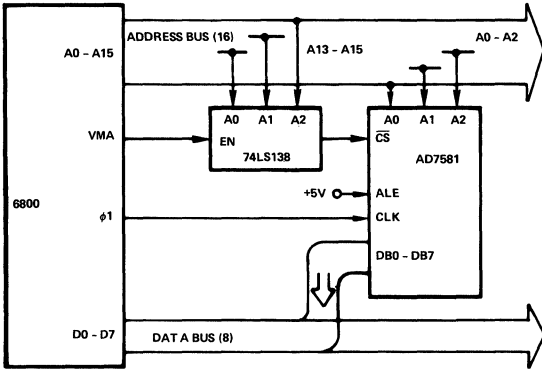 ADDRESS BUS (16)
A0 – A15
A13 – A15
A0 – A2
A0 A1 A2
A0 A1 A2
VMA
EN
74LS138
CS
AD7581
+5V
ALE
6800
ϕ1
CLK
DB0 – DB7
D0 – D7
DAT A BUS (8)